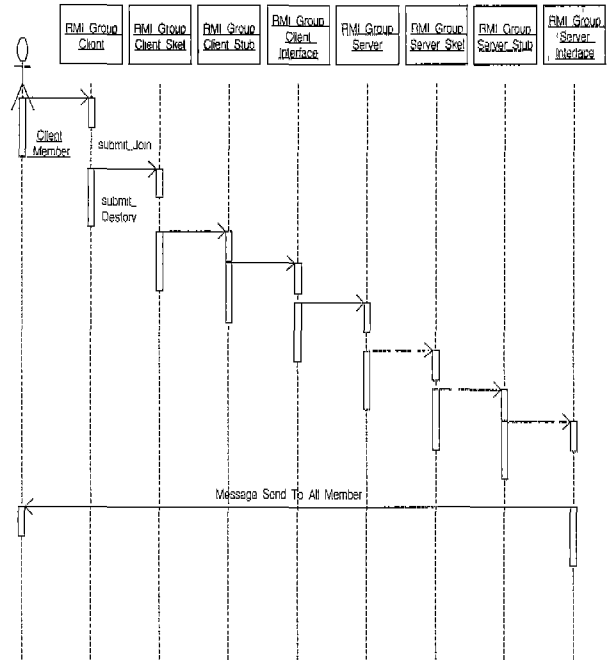 RMI Group
Client
RMI Group
Client Skel
RMI Group
Client Stub
RMI Group
Client
Interface
RMI Group
Server
RMI Group
Server Skel
RMI Group
Server_Stub
RMI Group
Server
Interface
Client
Member
submit_Join
submit_
Destory
Message Send To All Member